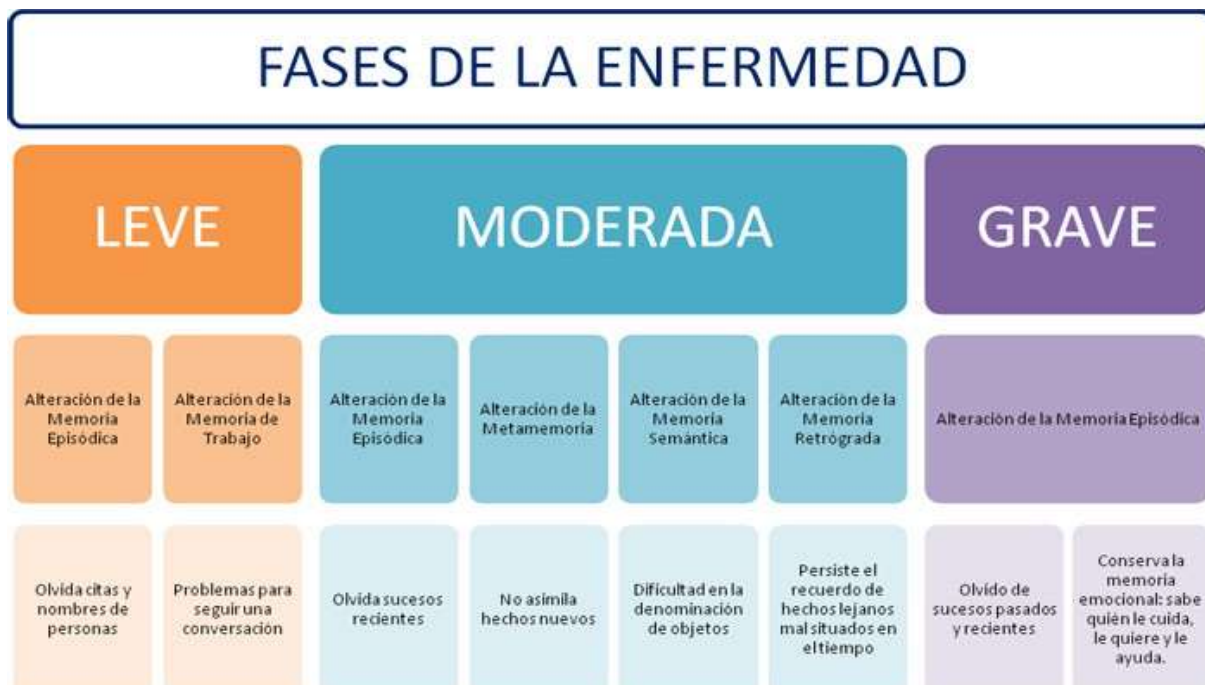 FASES DE LA ENFERMEDAD
LEVE
MODERADA
GRAVE
Alteración de la
Memoria
Episódica
Alteración de la
Memoria de
Trabajo
Alteración de la
Memoria
Episódica
Alteración de la
Metamemoria
Alteración de la
Memoria
Semántica
Alteración de la
Memoria
Retrógrada
Alteración de la Memoria Episódica
Olvida citas y
nombres de
personas
Problemas para
seguir una
conversación
Olvida sucesos
recientes
No asimila
hechos nuevos
Dificultad en la
denominación
de objetos
Persiste el
recuerdo de
hechos lejanos
mal situados en
el tiempo
Olvido de
sucesos pasados
y recientes
Conserva la
memoria
emocional: sabe
quién le cuida,
le quiere y le
ayuda.